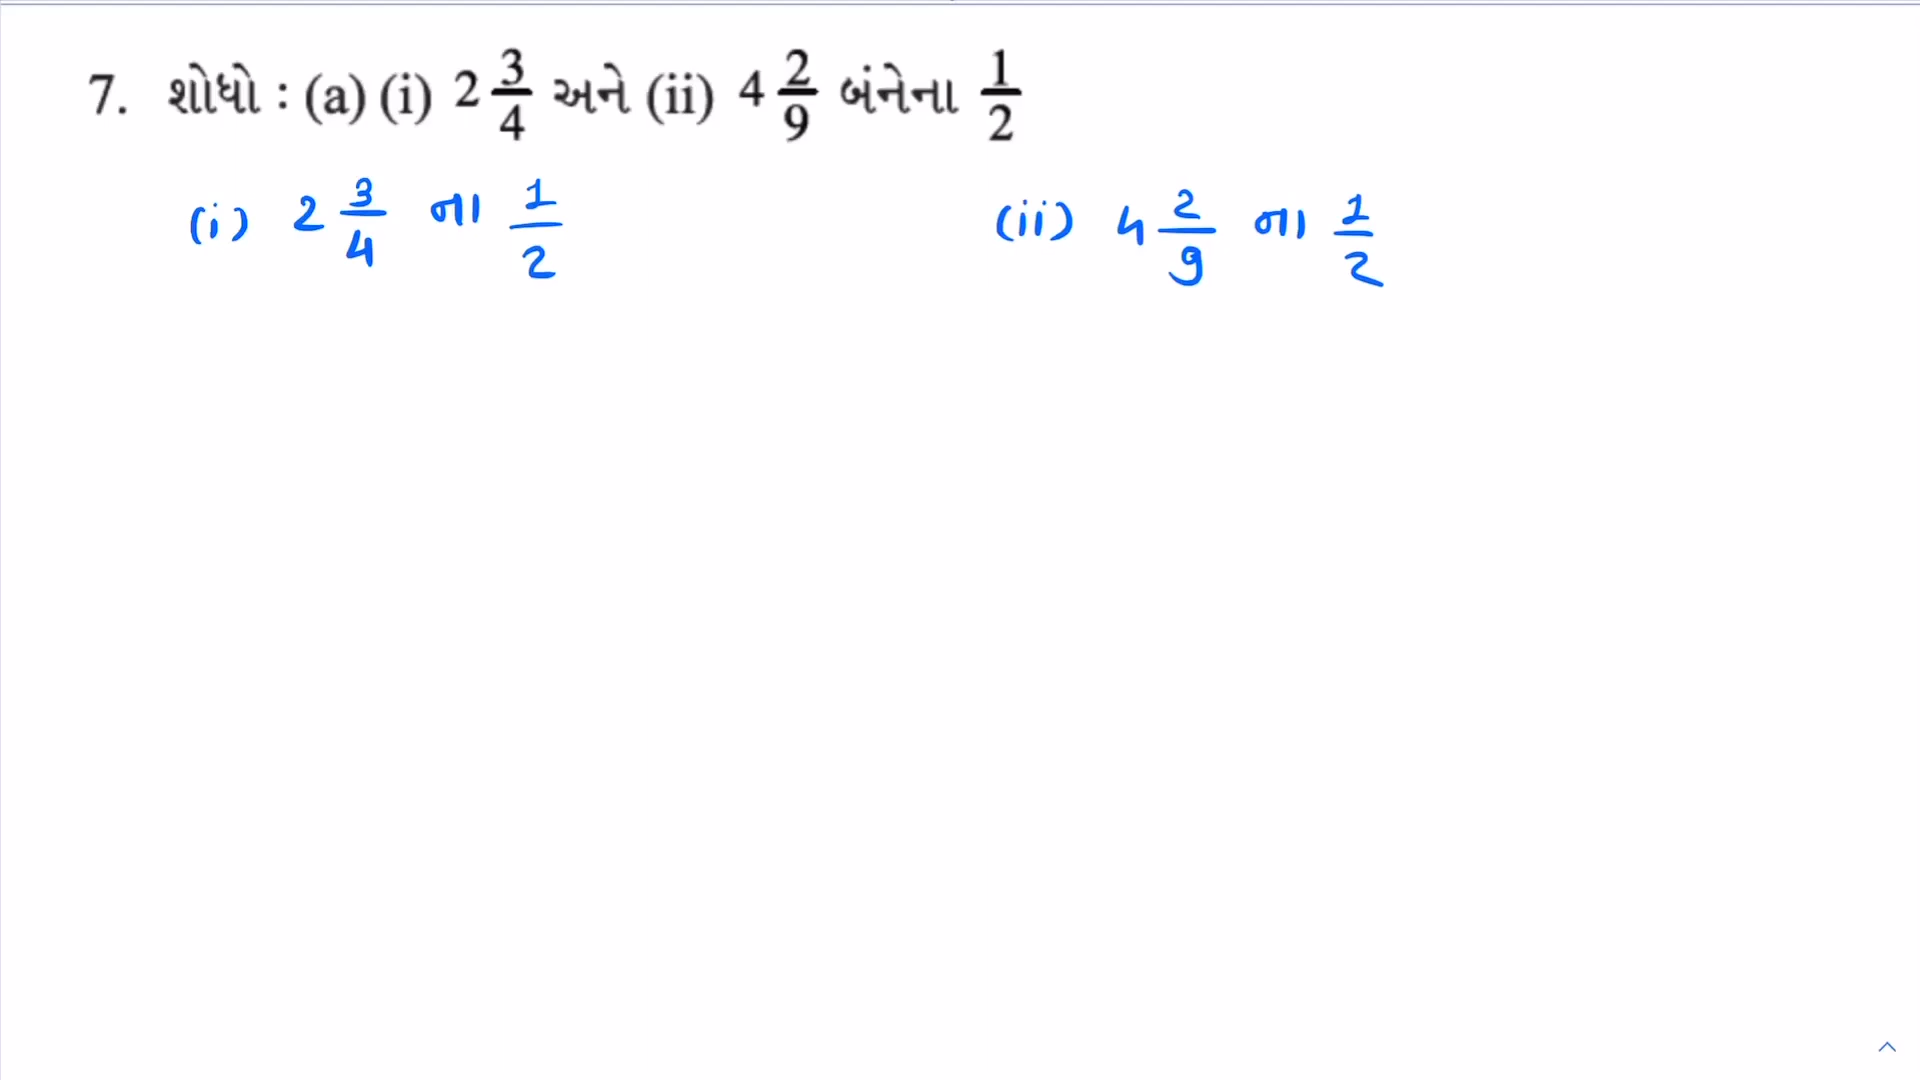 7. શોધો : (a) (i) 2 3/4 અને (ii) 4 2/9 બંનેના 1/2
(i) 2 3/4 ના 1/2 (ii) 4 2/9 ના 1/2